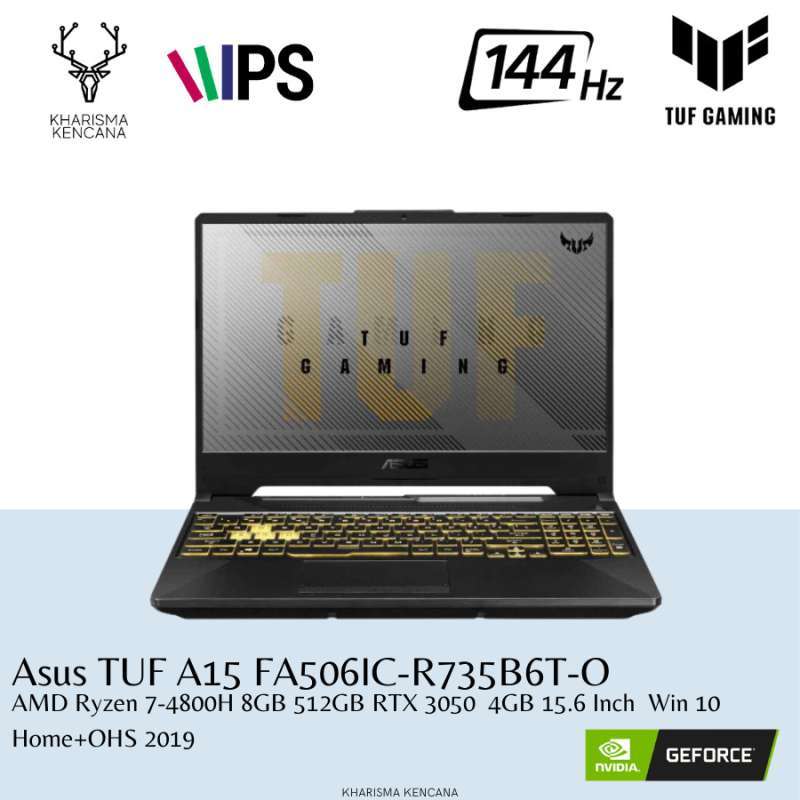 KHARISMA
KENCANA
IPS
144Hz
TUF GAMING
TUF
GAMING
TUF
GAMING
ASUS
Asus TUF A15 FA506IC-R735B6T-O
AMD Ryzen 7-4800H 8GB 512GB RTX 3050 4GB 15.6 Inch Win 10
Home+OHS 2019
NVIDIA.
GEFORCE
KHARISMA KENCANA